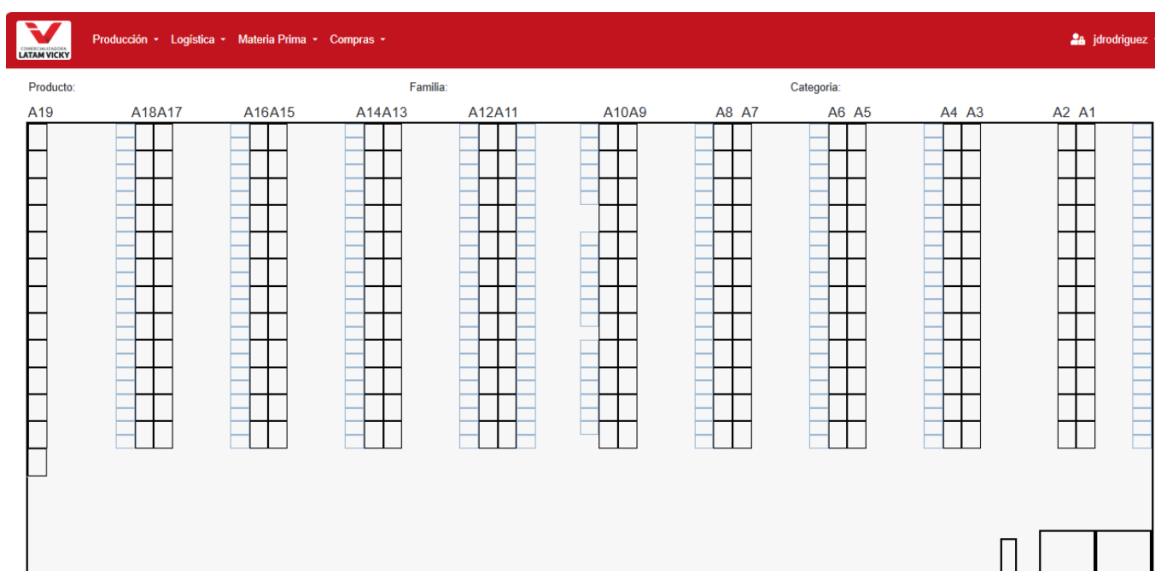 COMERCIALIZADORA
LATAM VICKY
Producción Logística Materia Prima Compras jdrodriguez
Producto: Familia: Categoria:
A19 A18A17 A16A15 A14A13 A12A11 A10A9 A8 A7 A6 A5 A4 A3 A2 A1